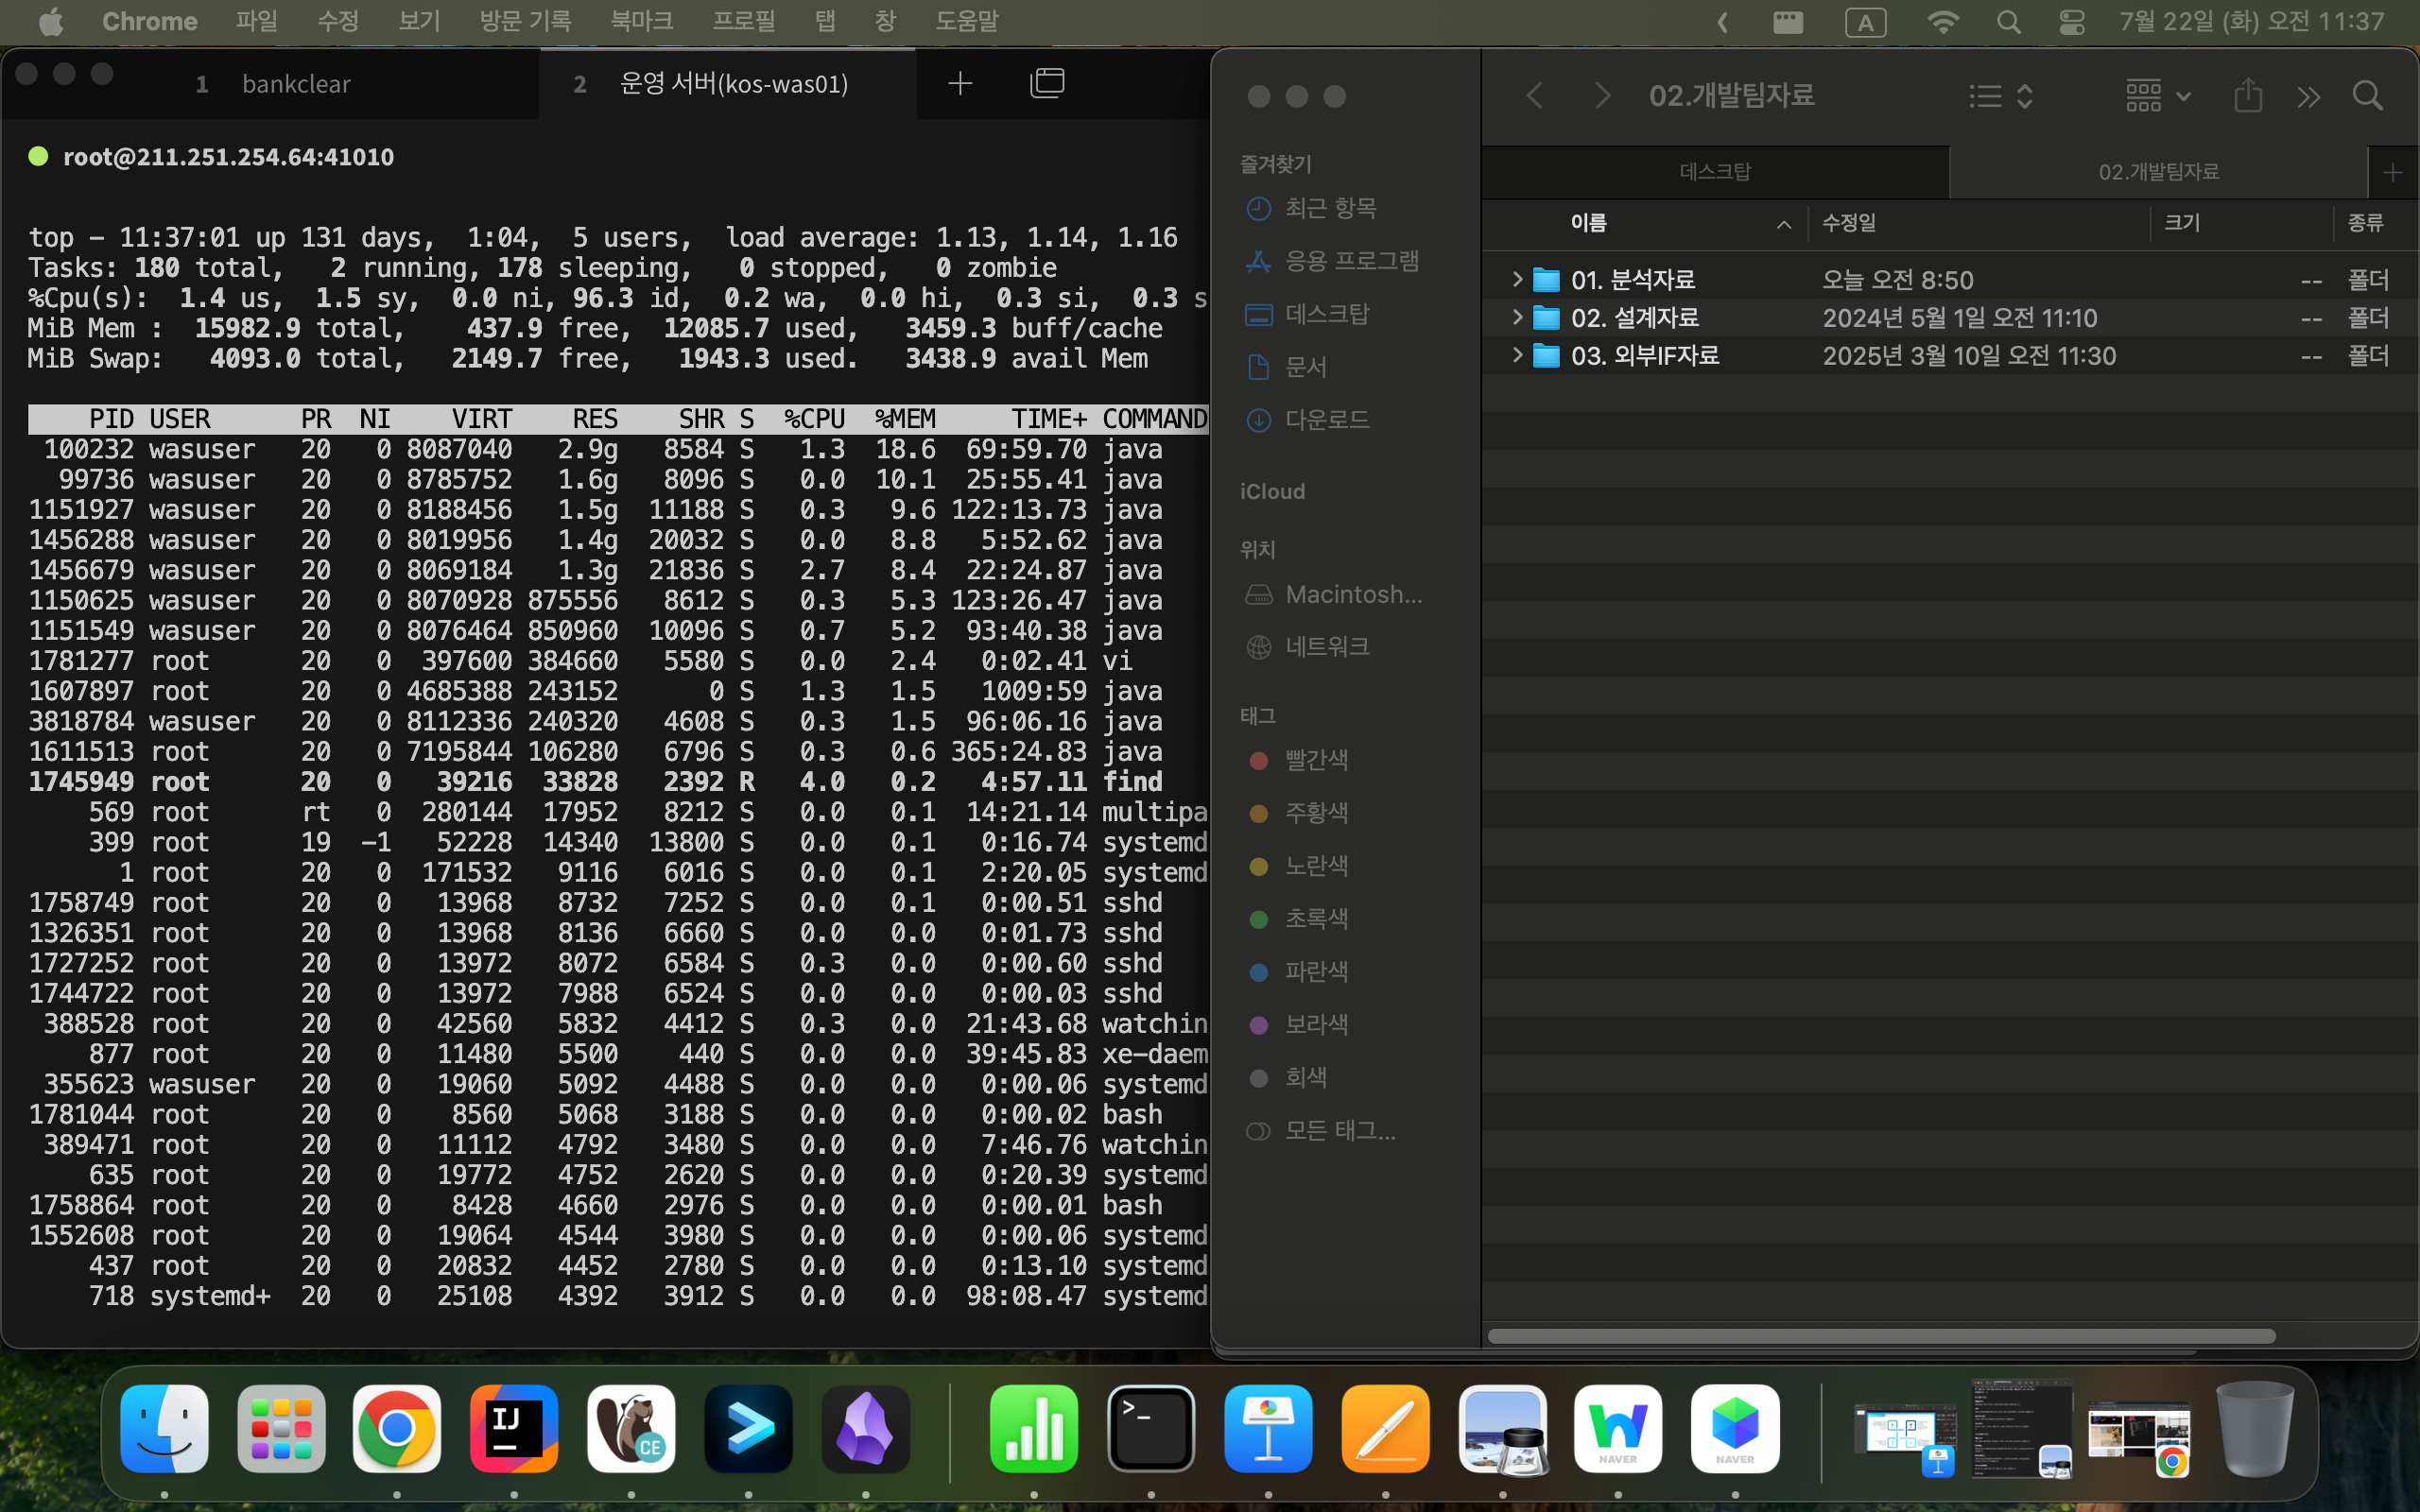 Chrome 파일 수정 보기 방문 기록 북마크 프로필 탭 창 도움말 A 7월 22일 (화) 오전 11:37
1 bankclear 2 운영 서버(kos-was01)
root@211.251.254.64:41010
top - 11:37:01 up 131 days, 1:04, 5 users, load average: 1.13, 1.14, 1.16
Tasks: 180 total, 2 running, 178 sleeping, 0 stopped, 0 zombie
%Cpu(s): 1.4 us, 1.5 sy, 0.0 ni, 96.3 id, 0.2 wa, 0.0 hi, 0.3 si, 0.3 s
MiB Mem : 15982.9 total, 437.9 free, 12085.7 used, 3459.3 buff/cache
MiB Swap: 4093.0 total, 2149.7 free, 1943.3 used. 3438.9 avail Mem
PID USER PR NI VIRT RES SHR S %CPU %MEM TIME+ COMMAND
100232 wasuser 20 0 8087040 2.9g 8584 S 1.3 18.6 69:59.70 java
99736 wasuser 20 0 8785752 1.6g 8096 S 0.0 10.1 25:55.41 java
1151927 wasuser 20 0 8188456 1.5g 11188 S 0.3 9.6 122:13.73 java
1456288 wasuser 20 0 8019956 1.4g 20032 S 0.0 8.8 5:52.62 java
1456679 wasuser 20 0 8069184 1.3g 21836 S 2.7 8.4 22:24.87 java
1150625 wasuser 20 0 8070928 875556 8612 S 0.3 5.3 123:26.47 java
1151549 wasuser 20 0 8076464 850960 10096 S 0.7 5.2 93:40.38 java
1781277 root 20 0 397600 384660 5580 S 0.0 2.4 0:02.41 vi
1607897 root 20 0 4685388 243152 0 S 1.3 1.5 1009:59 java
3818784 wasuser 20 0 8112336 240320 4608 S 0.3 1.5 96:06.16 java
1611513 root 20 0 7195844 106280 6796 S 0.3 0.6 365:24.83 java
1745949 root 20 0 39216 33828 2392 R 4.0 0.2 4:57.11 find
569 root rt 0 280144 17952 8212 S 0.0 0.1 14:21.14 multipa
399 root 19 -1 52228 14340 13800 S 0.0 0.1 0:16.74 systemd
1 root 20 0 171532 9116 6016 S 0.0 0.1 2:20.05 systemd
1758749 root 20 0 13968 8732 7252 S 0.0 0.1 0:00.51 sshd
1326351 root 20 0 13968 8136 6660 S 0.0 0.0 0:01.73 sshd
1727252 root 20 0 13972 8072 6584 S 0.3 0.0 0:00.60 sshd
1744722 root 20 0 13972 7988 6524 S 0.0 0.0 0:00.03 sshd
388528 root 20 0 42560 5832 4412 S 0.3 0.0 21:43.68 watchin
877 root 20 0 11480 5500 440 S 0.0 0.0 39:45.83 xe-daem
355623 wasuser 20 0 19060 5092 4488 S 0.0 0.0 0:00.06 systemd
1781044 root 20 0 8560 5068 3188 S 0.0 0.0 0:00.02 bash
389471 root 20 0 11112 4792 3480 S 0.0 0.0 7:46.76 watchin
635 root 20 0 19772 4752 2620 S 0.0 0.0 0:20.39 systemd
1758864 root 20 0 8428 4660 2976 S 0.0 0.0 0:00.01 bash
1552608 root 20 0 19064 4544 3980 S 0.0 0.0 0:00.06 systemd
437 root 20 0 20832 4452 2780 S 0.0 0.0 0:13.10 systemd
718 systemd+ 20 0 25108 4392 3912 S 0.0 0.0 98:08.47 systemd
즐겨찾기
최근 항목
응용 프로그램
데스크탑
문서
다운로드
iCloud
위치
Macintosh...
네트워크
태그
빨간색
주황색
노란색
초록색
파란색
보라색
회색
모든 태그...
02.개발팀자료
데스크탑 02.개발팀자료
이름 수정일 크기 종류
01. 분석자료 오늘 오전 8:50 -- 폴더
02. 설계자료 2024년 5월 1일 오전 11:10 -- 폴더
03. 외부IF자료 2025년 3월 10일 오전 11:30 -- 폴더
IJ
CE
>_
NAVER
NAVER